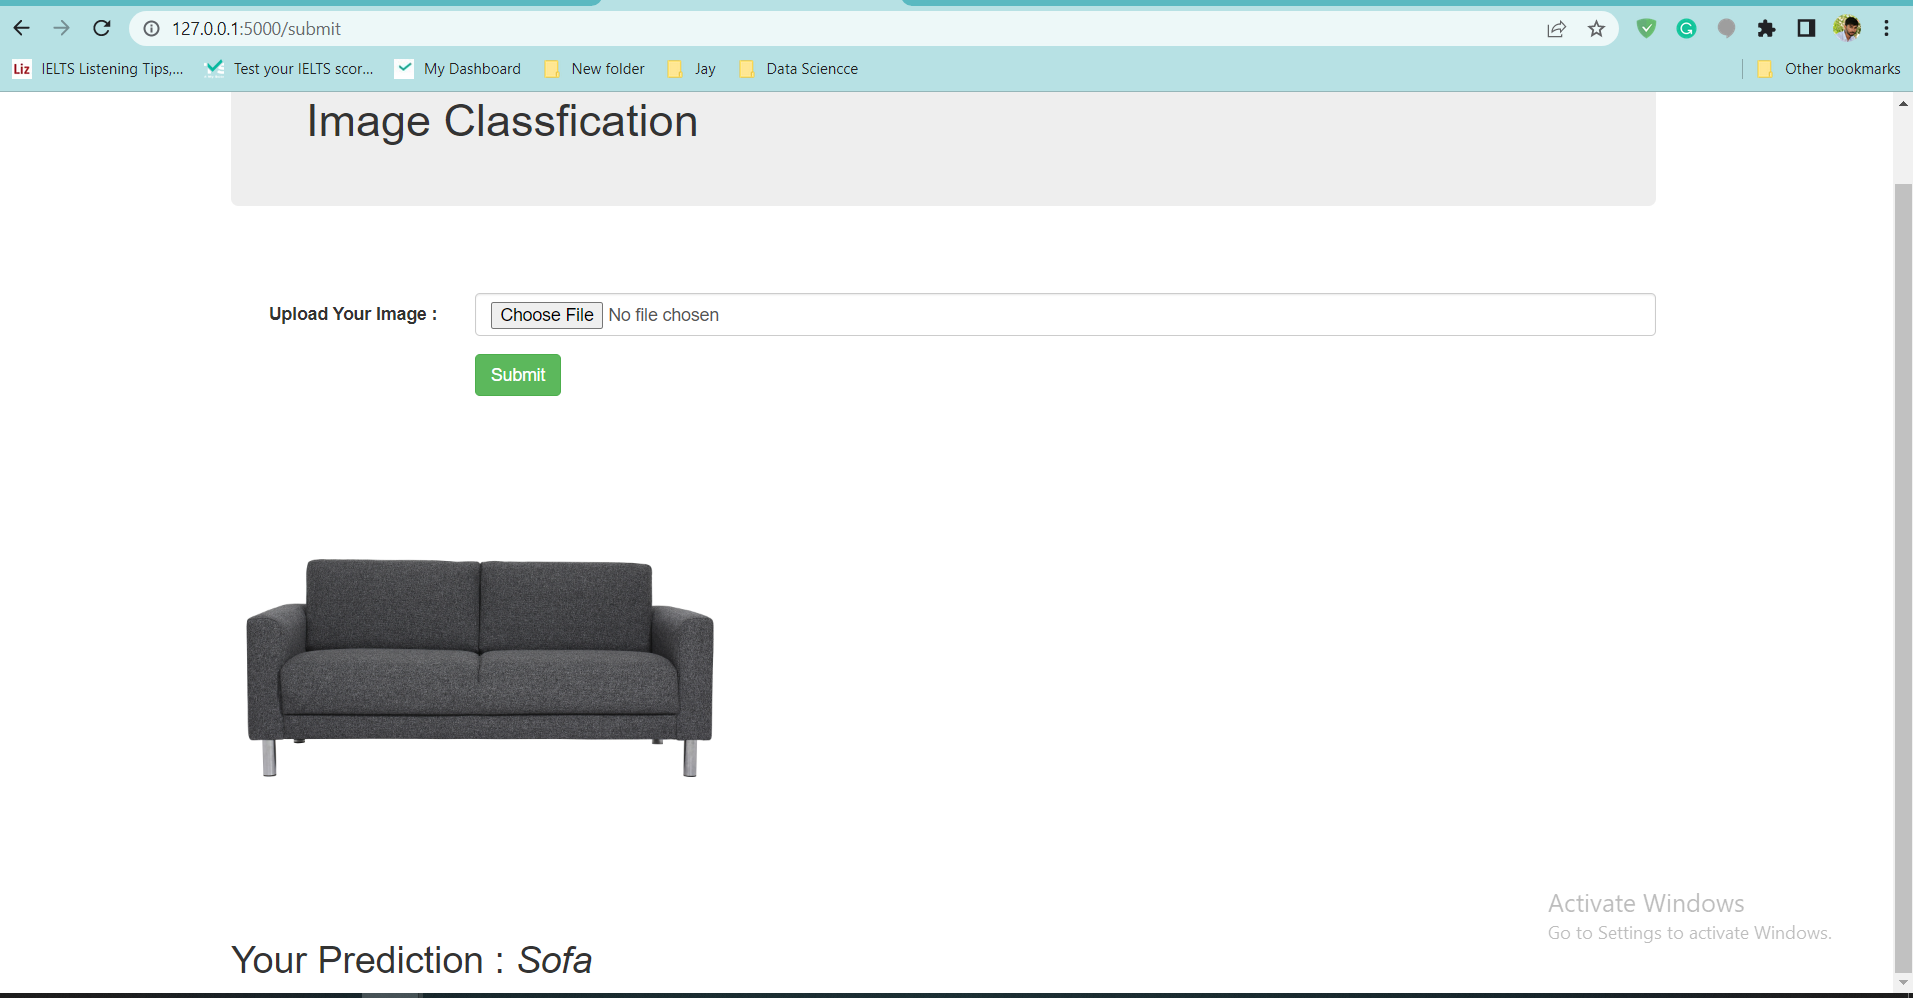 127.0.0.1:5000/submit
Liz IELTS Listening Tips,... Test your IELTS scor... My Dashboard New folder Jay Data Sciencce Other bookmarks
Image Classfication
Upload Your Image : Choose File No file chosen
Submit
Activate Windows
Go to Settings to activate Windows.
Your Prediction : Sofa